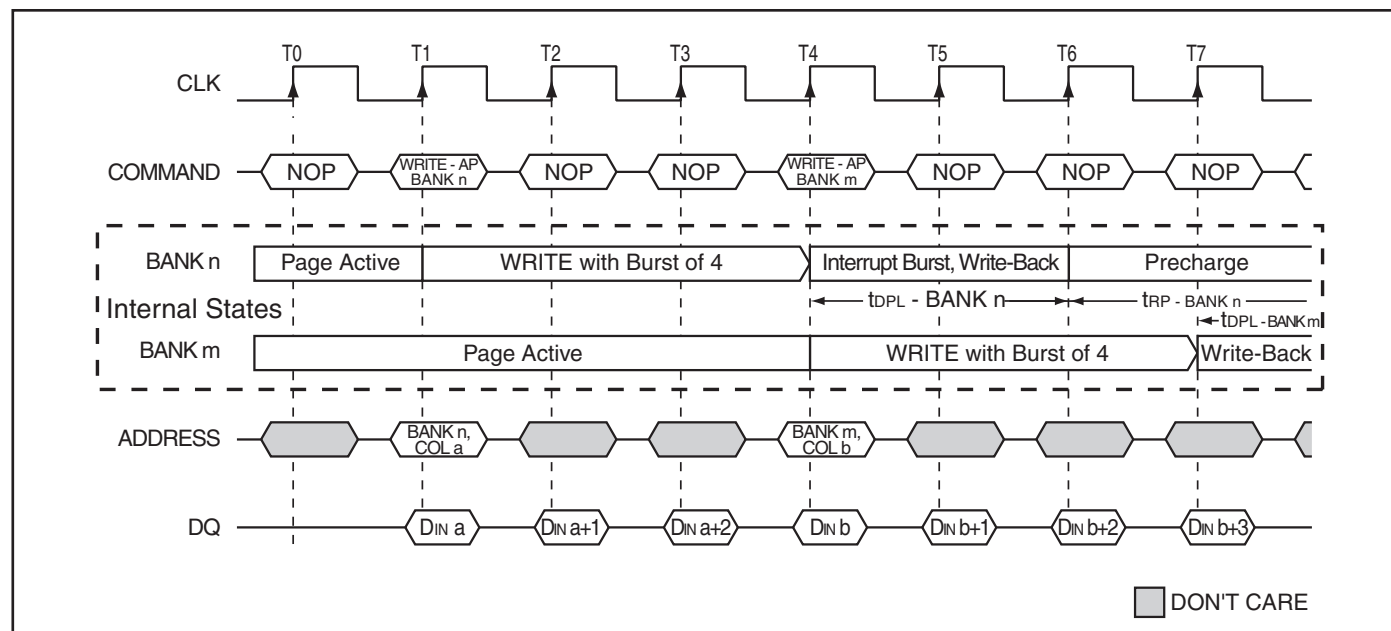 T0 T1 T2 T3 T4 T5 T6 T7
CLK
COMMAND NOP WRITE - AP BANK n NOP NOP WRITE - AP BANK m NOP NOP NOP
BANK n Page Active WRITE with Burst of 4 Interrupt Burst, Write-Back Precharge
Internal States tDPL - BANK n tRP - BANK n
tDPL - BANK m
BANK m Page Active WRITE with Burst of 4 Write-Back
ADDRESS BANK n, COL a BANK m, COL b
DQ DIN a DIN a+1 DIN a+2 DIN b DIN b+1 DIN b+2 DIN b+3
DON'T CARE